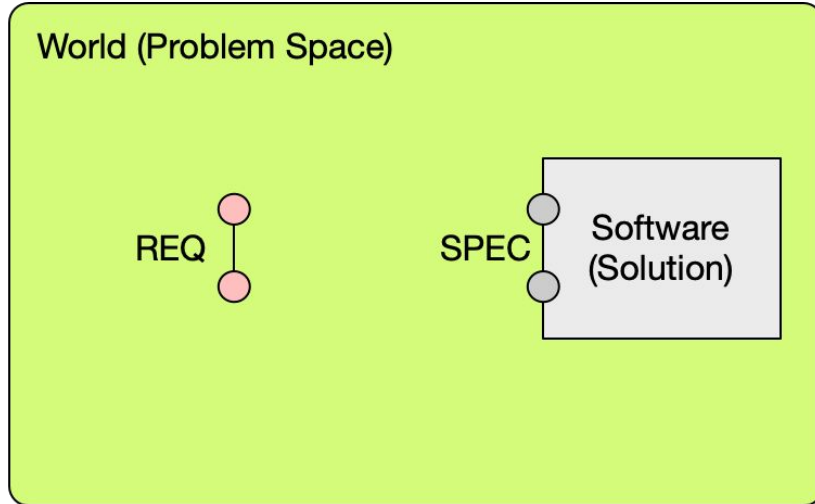 World (Problem Space)
REQ
SPEC
Software
(Solution)